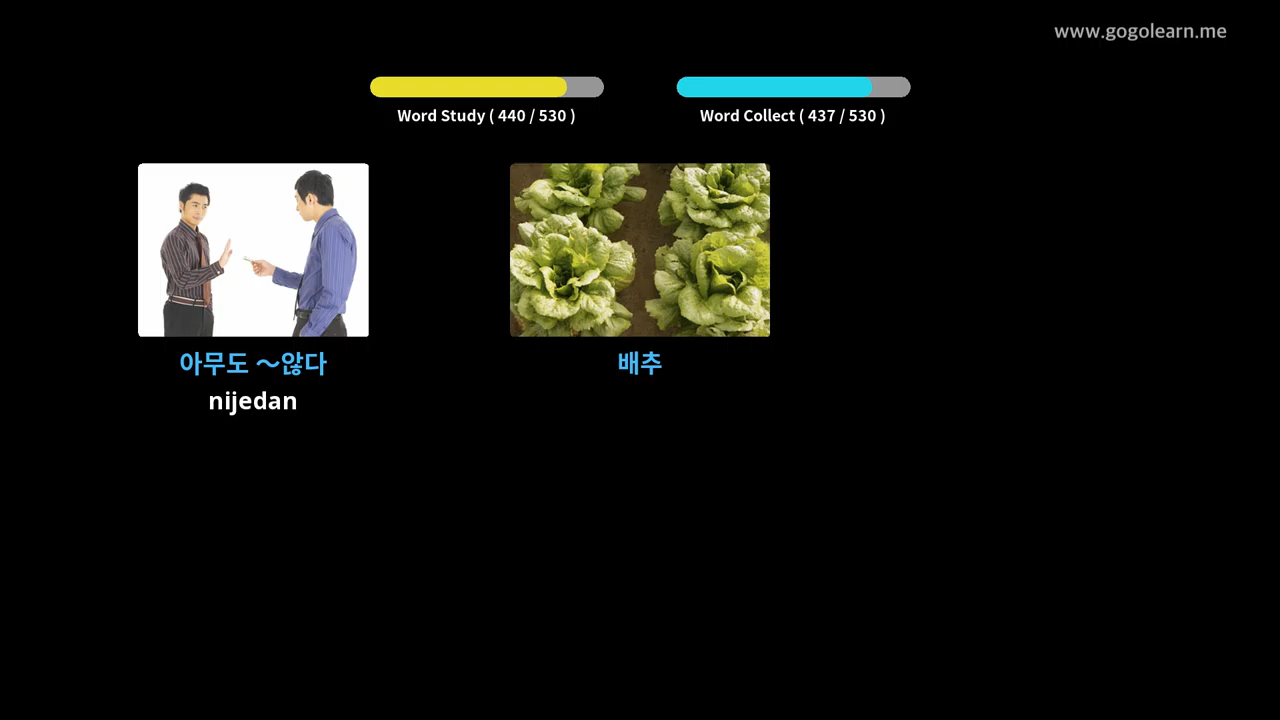 www.gogolearn.me
Word Study ( 440 / 530 )
Word Collect ( 437 / 530 )
아무도 ～않다
nijedan
배추